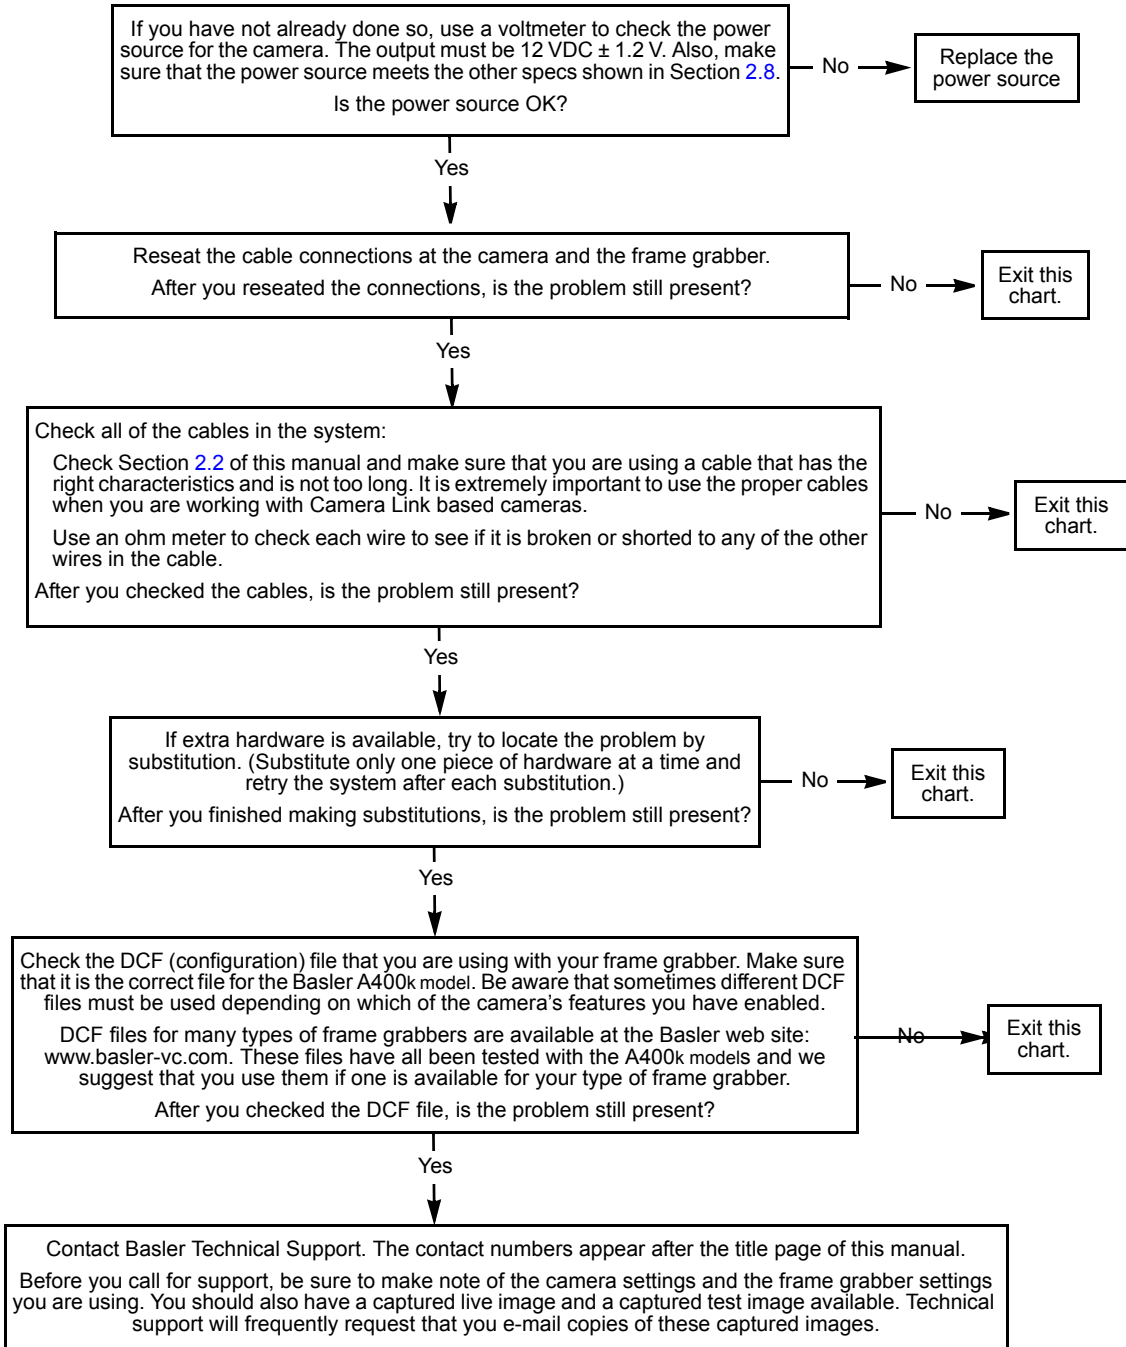 If you have not already done so, use a voltmeter to check the power
source for the camera. The output must be 12 VDC ± 1.2 V. Also, make
sure that the power source meets the other specs shown in Section 2.8.
Is the power source OK?
No
Replace the
power source
Yes
Reseat the cable connections at the camera and the frame grabber.
After you reseated the connections, is the problem still present?
No
Exit this
chart.
Yes
Check all of the cables in the system:
Check Section 2.2 of this manual and make sure that you are using a cable that has the
right characteristics and is not too long. It is extremely important to use the proper cables
when you are working with Camera Link based cameras.
Use an ohm meter to check each wire to see if it is broken or shorted to any of the other
wires in the cable.
After you checked the cables, is the problem still present?
No
Exit this
chart.
Yes
If extra hardware is available, try to locate the problem by
substitution. (Substitute only one piece of hardware at a time and
retry the system after each substitution.)
After you finished making substitutions, is the problem still present?
No
Exit this
chart.
Yes
Check the DCF (configuration) file that you are using with your frame grabber. Make sure
that it is the correct file for the Basler A400k model. Be aware that sometimes different DCF
files must be used depending on which of the camera's features you have enabled.
DCF files for many types of frame grabbers are available at the Basler web site:
www.basler-vc.com. These files have all been tested with the A400k models and we
suggest that you use them if one is available for your type of frame grabber.
After you checked the DCF file, is the problem still present?
No
Exit this
chart.
Yes
Contact Basler Technical Support. The contact numbers appear after the title page of this manual.
Before you call for support, be sure to make note of the camera settings and the frame grabber settings
you are using. You should also have a captured live image and a captured test image available. Technical
support will frequently request that you e-mail copies of these captured images.